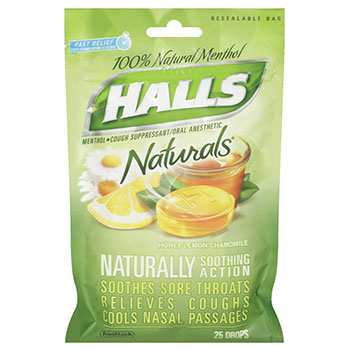 RESEALABLE BAG
FAST RELIEF
100% Natural Menthol
HALLS
MENTHOL • COUGH SUPPRESSANT/ORAL ANESTHETIC
Naturals®
HONEY-LEMON CHAMOMILE
NATURALLY SOOTHING ACTION
SOOTHES SORE THROATS
RELIEVES COUGHS
COOLS NASAL PASSAGES
25 DROPS